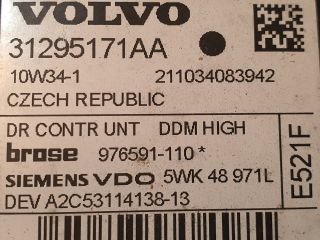 VOLVO
31295171AA
10W34-1 211034083942
CZECH REPUBLIC
DR CONTR UNT DDM HIGH
brose 976591-110*
SIEMENS VDO 5WK 48 971L
DEV A2C53114138-13
E521F